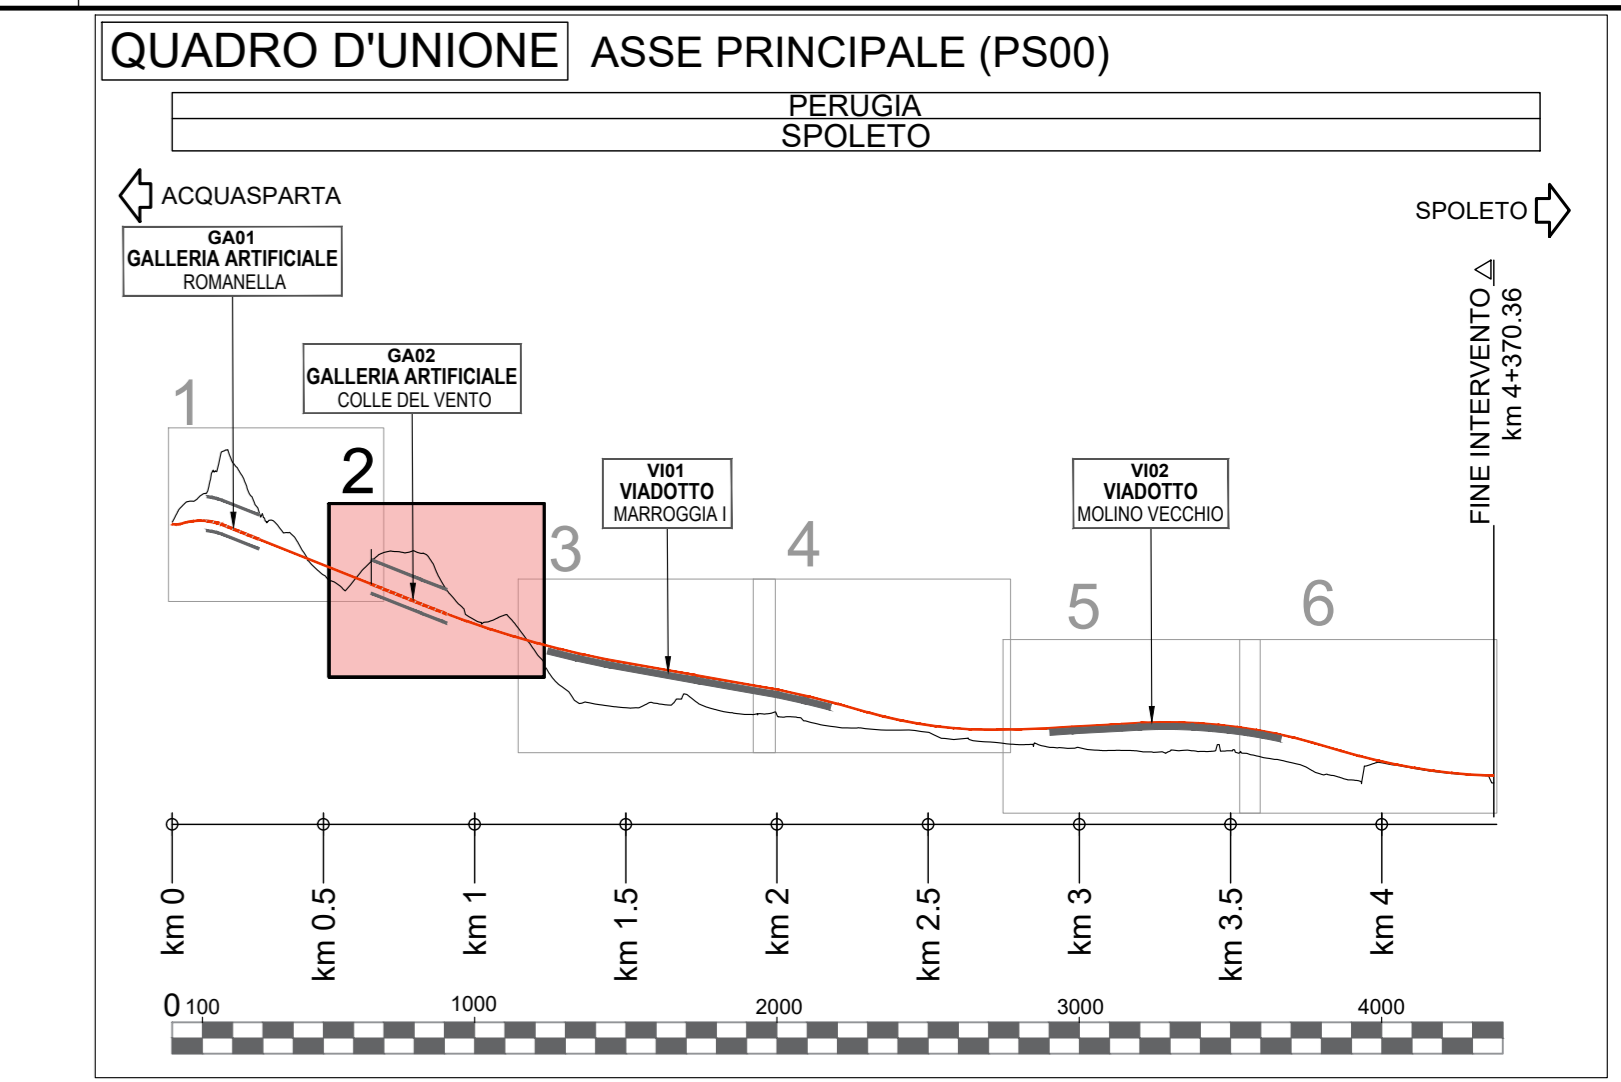 QUADRO D'UNIONE ASSE PRINCIPALE (PS00)
PERUGIA
SPOLETO
ACQUASPARTA
SPOLETO
GA01
GALLERIA ARTIFICIALE
ROMANELLA
FINE INTERVENTO
km 4+370.36
GA02
GALLERIA ARTIFICIALE
COLLE DEL VENTO
1
2
VI01
VIADOTTO
MARROGGIA I
VI02
VIADOTTO
MOLINO VECCHIO
3
4
5
6
km 0
km 0.5
km 1
km 1.5
km 2
km 2.5
km 3
km 3.5
km 4
0 100 1000 2000 3000 4000